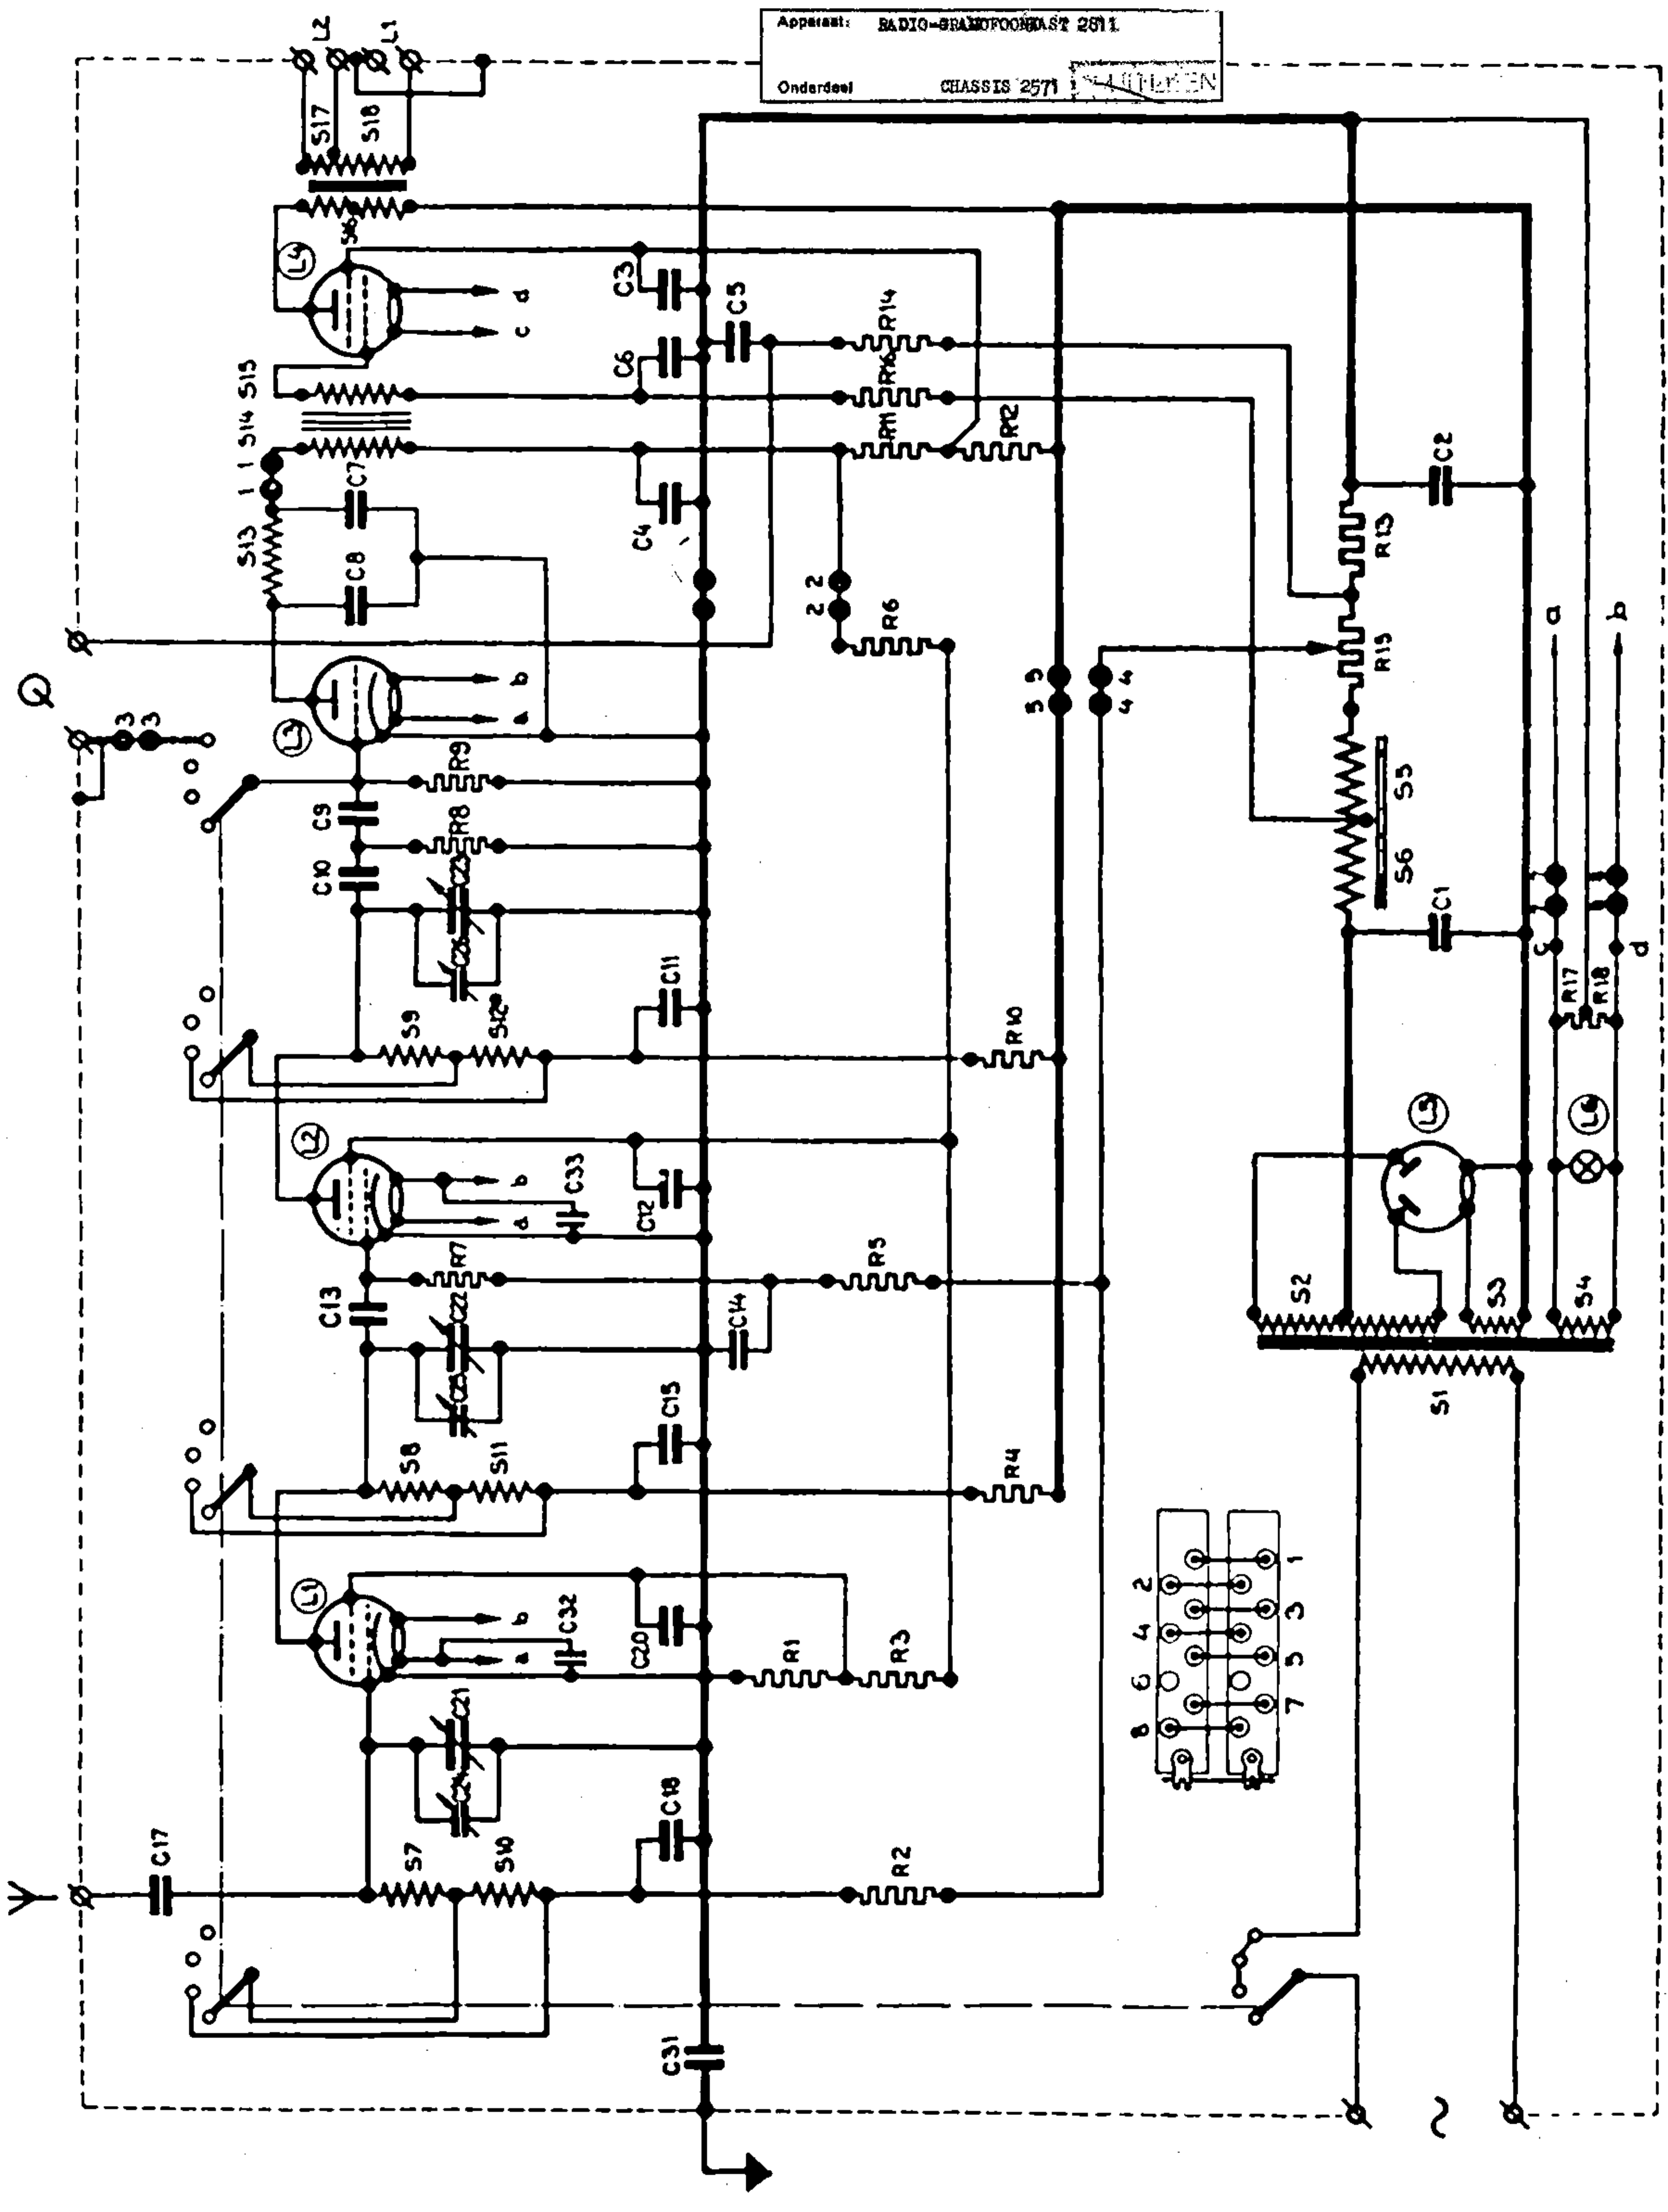 Apparaat: RADIO-GRAMOFOONKAST 2811
Onderdeel CHASSIS 2571
L2
L1
S17
S18
S16
L4
d
c
S15
S14
1 1
S13
C7
C8
L3
b
a
3
3
C3
C6
C5
C4
R14
R16
R11
R12
2 2
R6
R9
C9
R8
C10
C23
C26
C11
S9
S12
R10
5 5
4 4
R13
C2
R15
S5
S6
C1
a
b
c
d
R17
R18
L2
b
a
C33
C12
R7
C13
C22
C25
C14
R5
C15
S8
S11
R4
L5
L6
S2
S3
S4
S1
L1
b
a
C32
C20
R1
R3
C21
C24
C18
C17
S7
S10
R2
C31
2
4
6
8
1
3
5
7
~